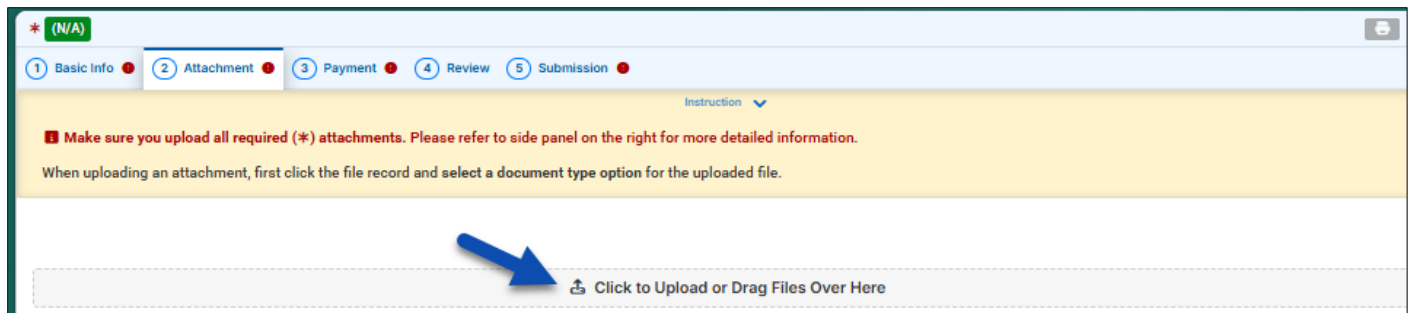 * (N/A)
1 Basic Info 2 Attachment 3 Payment 4 Review 5 Submission
Instruction
Make sure you upload all required (*) attachments. Please refer to side panel on the right for more detailed information.
When uploading an attachment, first click the file record and select a document type option for the uploaded file.
Click to Upload or Drag Files Over Here